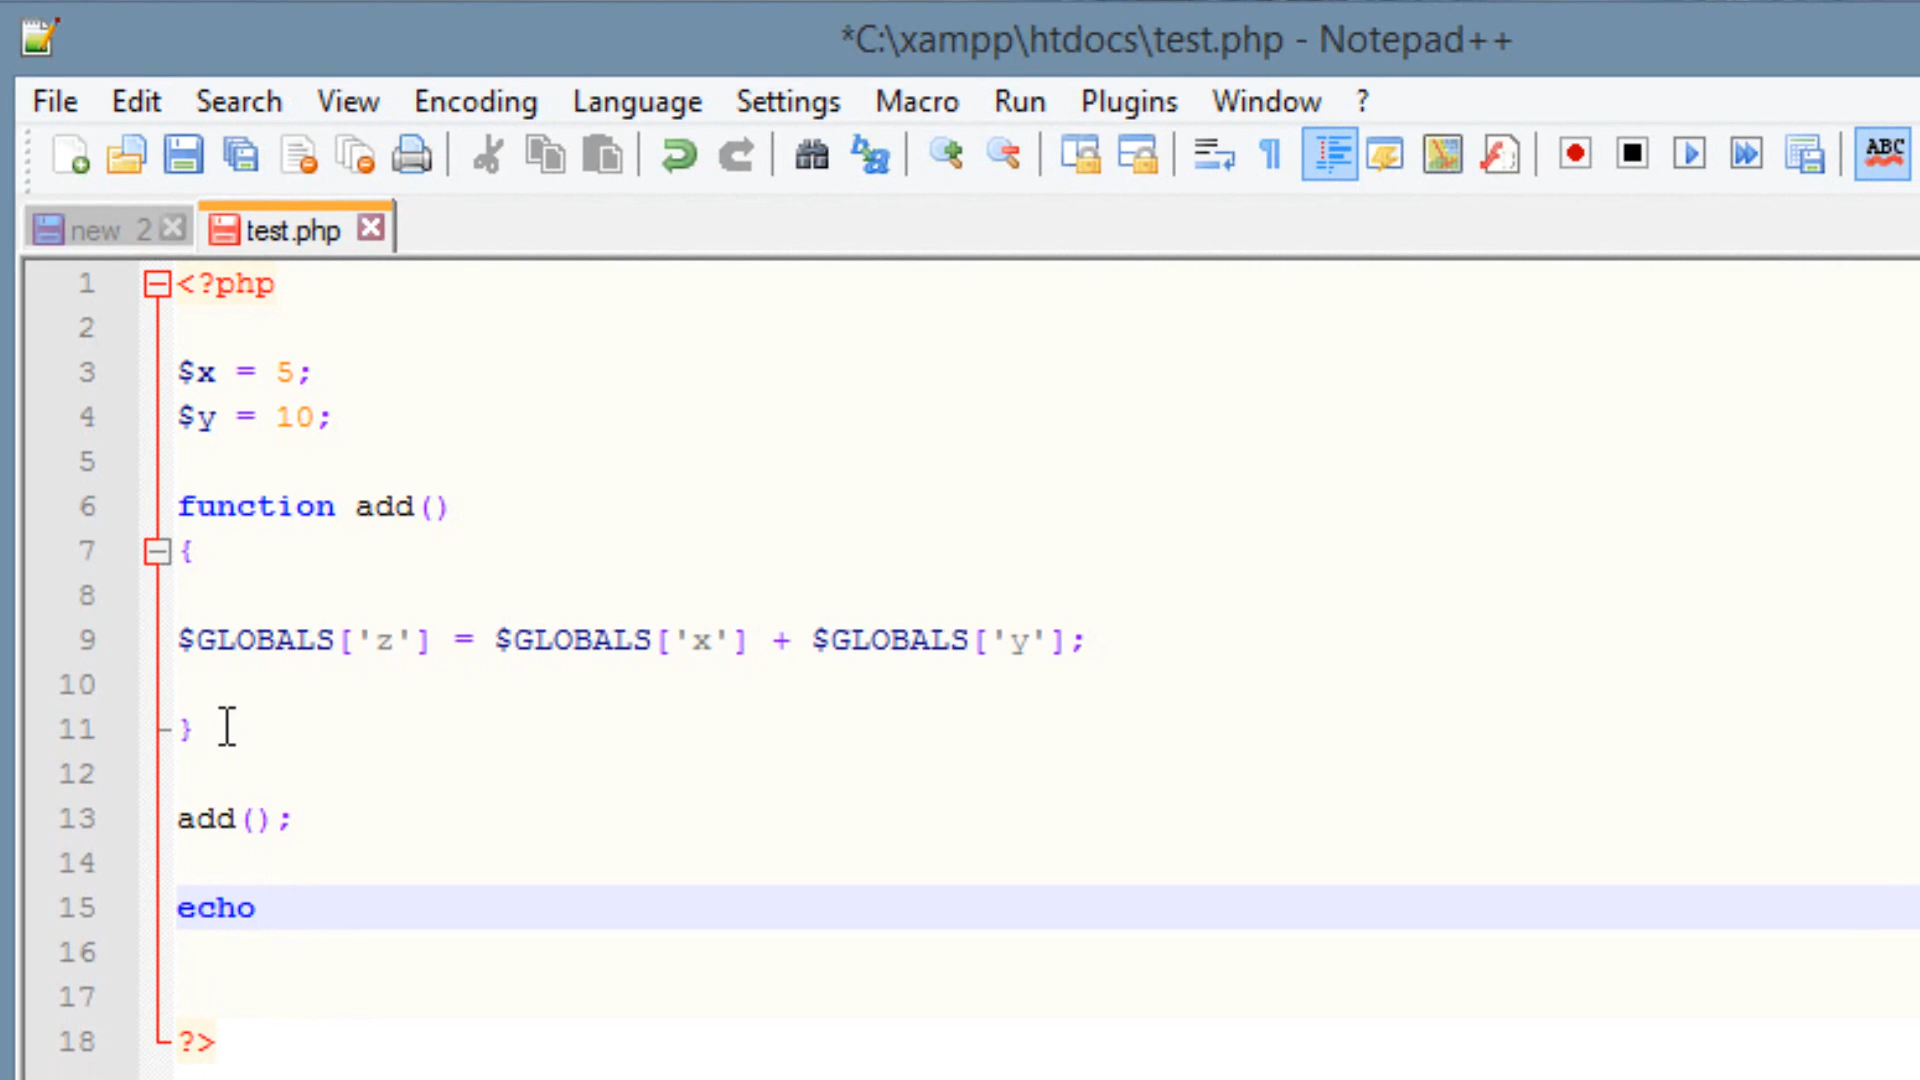 *C:\xampp\htdocs\test.php - Notepad++
File Edit Search View Encoding Language Settings Macro Run Plugins Window ?
ABC
new 2 test.php
1 <?php
2
3 $x = 5;
4 $y = 10;
5
6 function add()
7 {
8
9 $GLOBALS['z'] = $GLOBALS['x'] + $GLOBALS['y'];
10
11 }
12
13 add();
14
15 echo
16
17
18 ?>